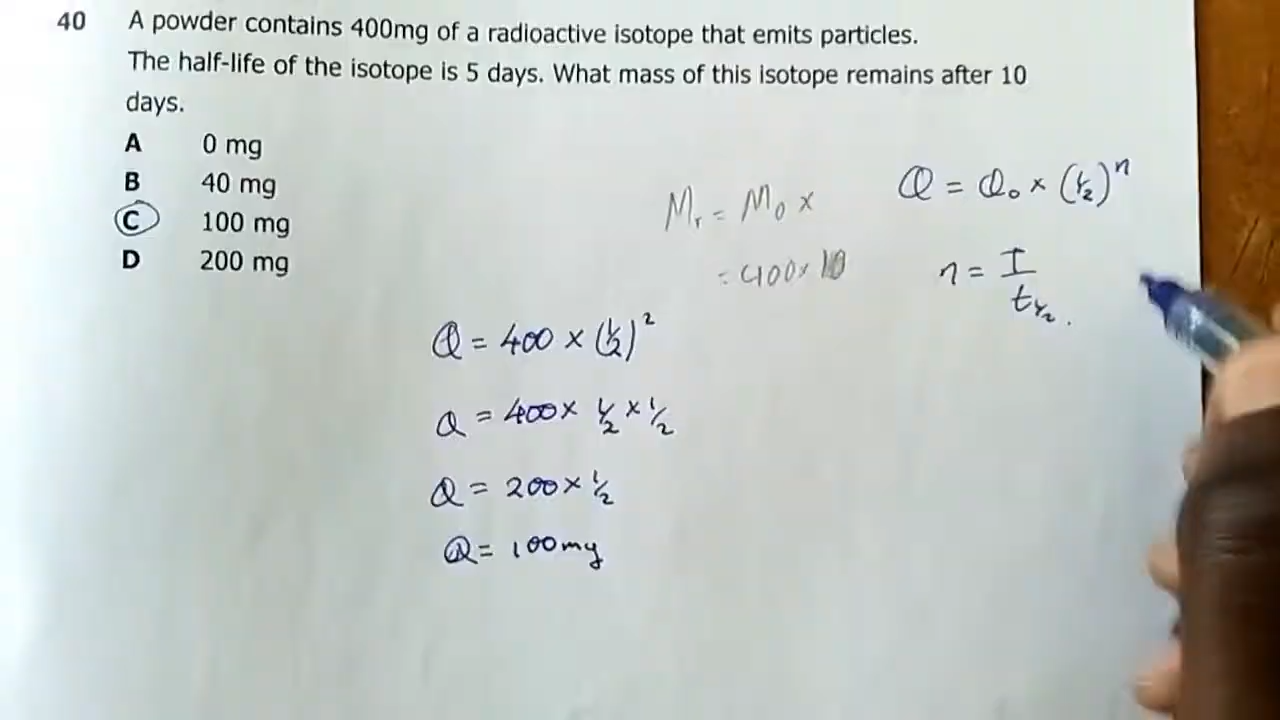 40 A powder contains 400mg of a radioactive isotope that emits particles.
The half-life of the isotope is 5 days. What mass of this isotope remains after 10
days.
A 0 mg
B 40 mg
C 100 mg
D 200 mg
Mr = M0 ×
= 400 × 10
Q = Q0 × (1/2)^n
n = T
t1/2.
Q = 400 × (1/2)^2
Q = 400 × 1/2 × 1/2
Q = 200 × 1/2
Q = 100mg